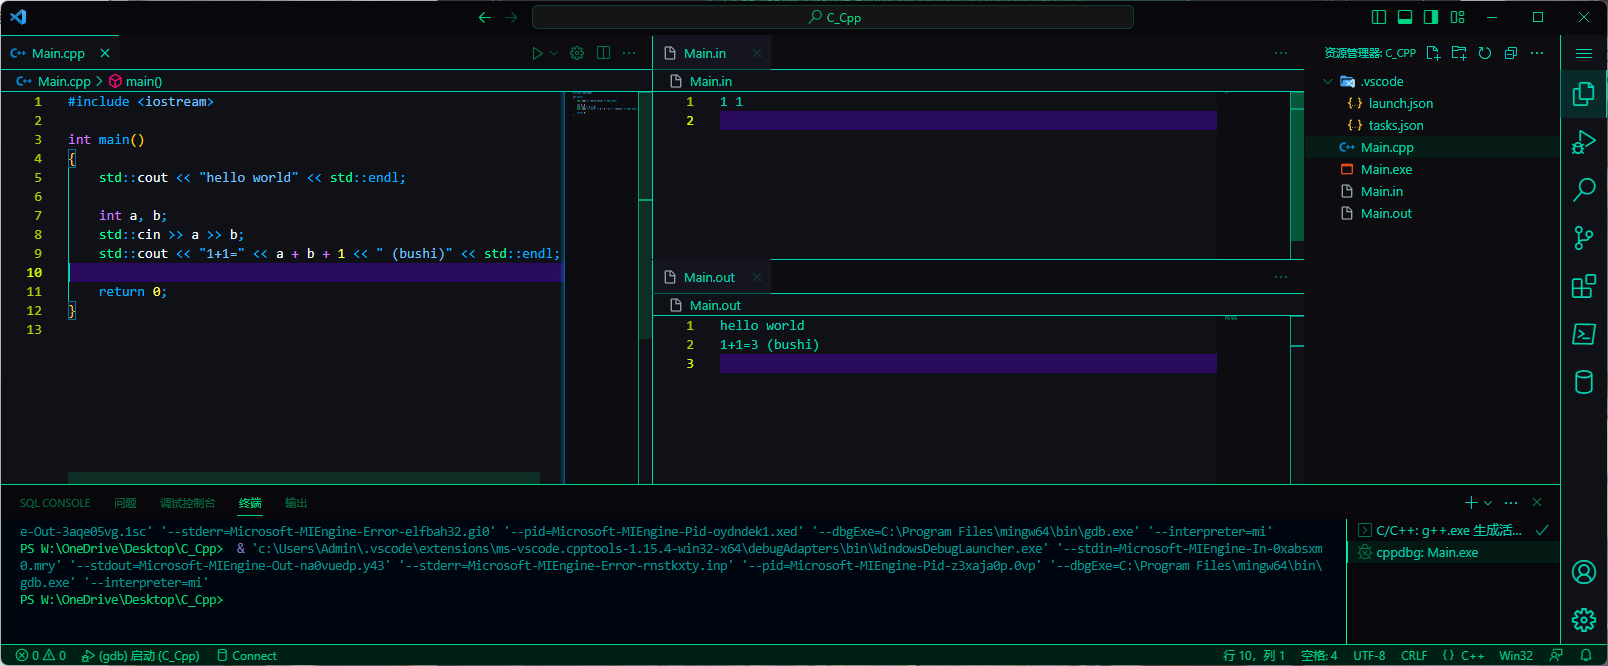 C_Cpp
Main.cpp
Main.cpp > main()
1 #include <iostream>
2
3 int main()
4 {
5 std::cout << "hello world" << std::endl;
6
7 int a, b;
8 std::cin >> a >> b;
9 std::cout << "1+1=" << a + b + 1 << " (bushi)" << std::endl;
10
11 return 0;
12 }
13
Main.in
Main.in
1 1 1
2
Main.out
Main.out
1 hello world
2 1+1=3 (bushi)
3
资源管理器: C_CPP
.vscode
launch.json
tasks.json
Main.cpp
Main.exe
Main.in
Main.out
SQL CONSOLE 问题 调试控制台 终端 输出
e-Out-3aqe05vg.1sc' '--stderr=Microsoft-MIEngine-Error-elfbah32.gi0' '--pid=Microsoft-MIEngine-Pid-oydndek1.xed' '--dbgExe=C:\Program Files\mingw64\bin\gdb.exe' '--interpreter=mi'
PS W:\OneDrive\Desktop\C_Cpp> & 'c:\Users\Admin\.vscode\extensions\ms-vscode.cpptools-1.15.4-win32-x64\debugAdapters\bin\WindowsDebugLauncher.exe' '--stdin=Microsoft-MIEngine-In-0xabsxm
0.mry' '--stdout=Microsoft-MIEngine-Out-na0vuedp.y43' '--stderr=Microsoft-MIEngine-Error-rnstkxty.inp' '--pid=Microsoft-MIEngine-Pid-z3xaja0p.0vp' '--dbgExe=C:\Program Files\mingw64\bin\
gdb.exe' '--interpreter=mi'
PS W:\OneDrive\Desktop\C_Cpp>
C/C++: g++.exe 生成活...
cppdbg: Main.exe
0 0 (gdb) 启动 (C_Cpp) Connect
行 10，列 1 空格: 4 UTF-8 CRLF {} C++ Win32